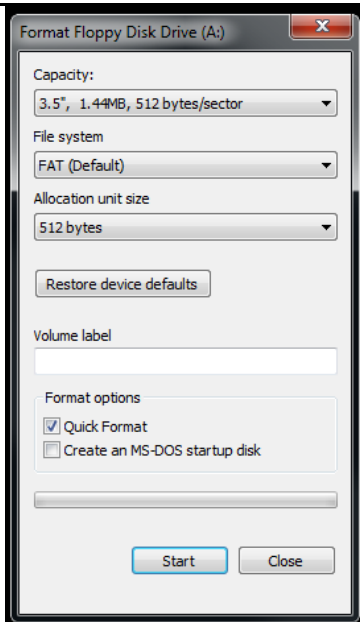 Format Floppy Disk Drive (A:)
Capacity:
3.5", 1.44MB, 512 bytes/sector
File system
FAT (Default)
Allocation unit size
512 bytes
Restore device defaults
Volume label
Format options
Quick Format
Create an MS-DOS startup disk
Start Close